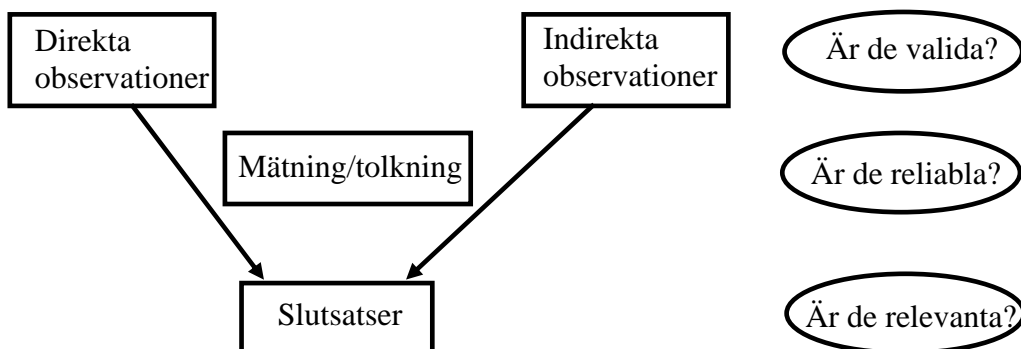 Direkta
observationer
Indirekta
observationer
Är de valida?
Mätning/tolkning
Är de reliabla?
Slutsatser
Är de relevanta?